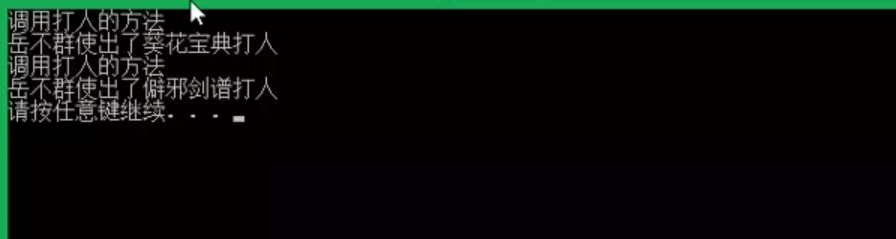 调用打人的方法
岳不群使出了葵花宝典打人
调用打人的方法
岳不群使出了僻邪剑谱打人
请按任意键继续. . .